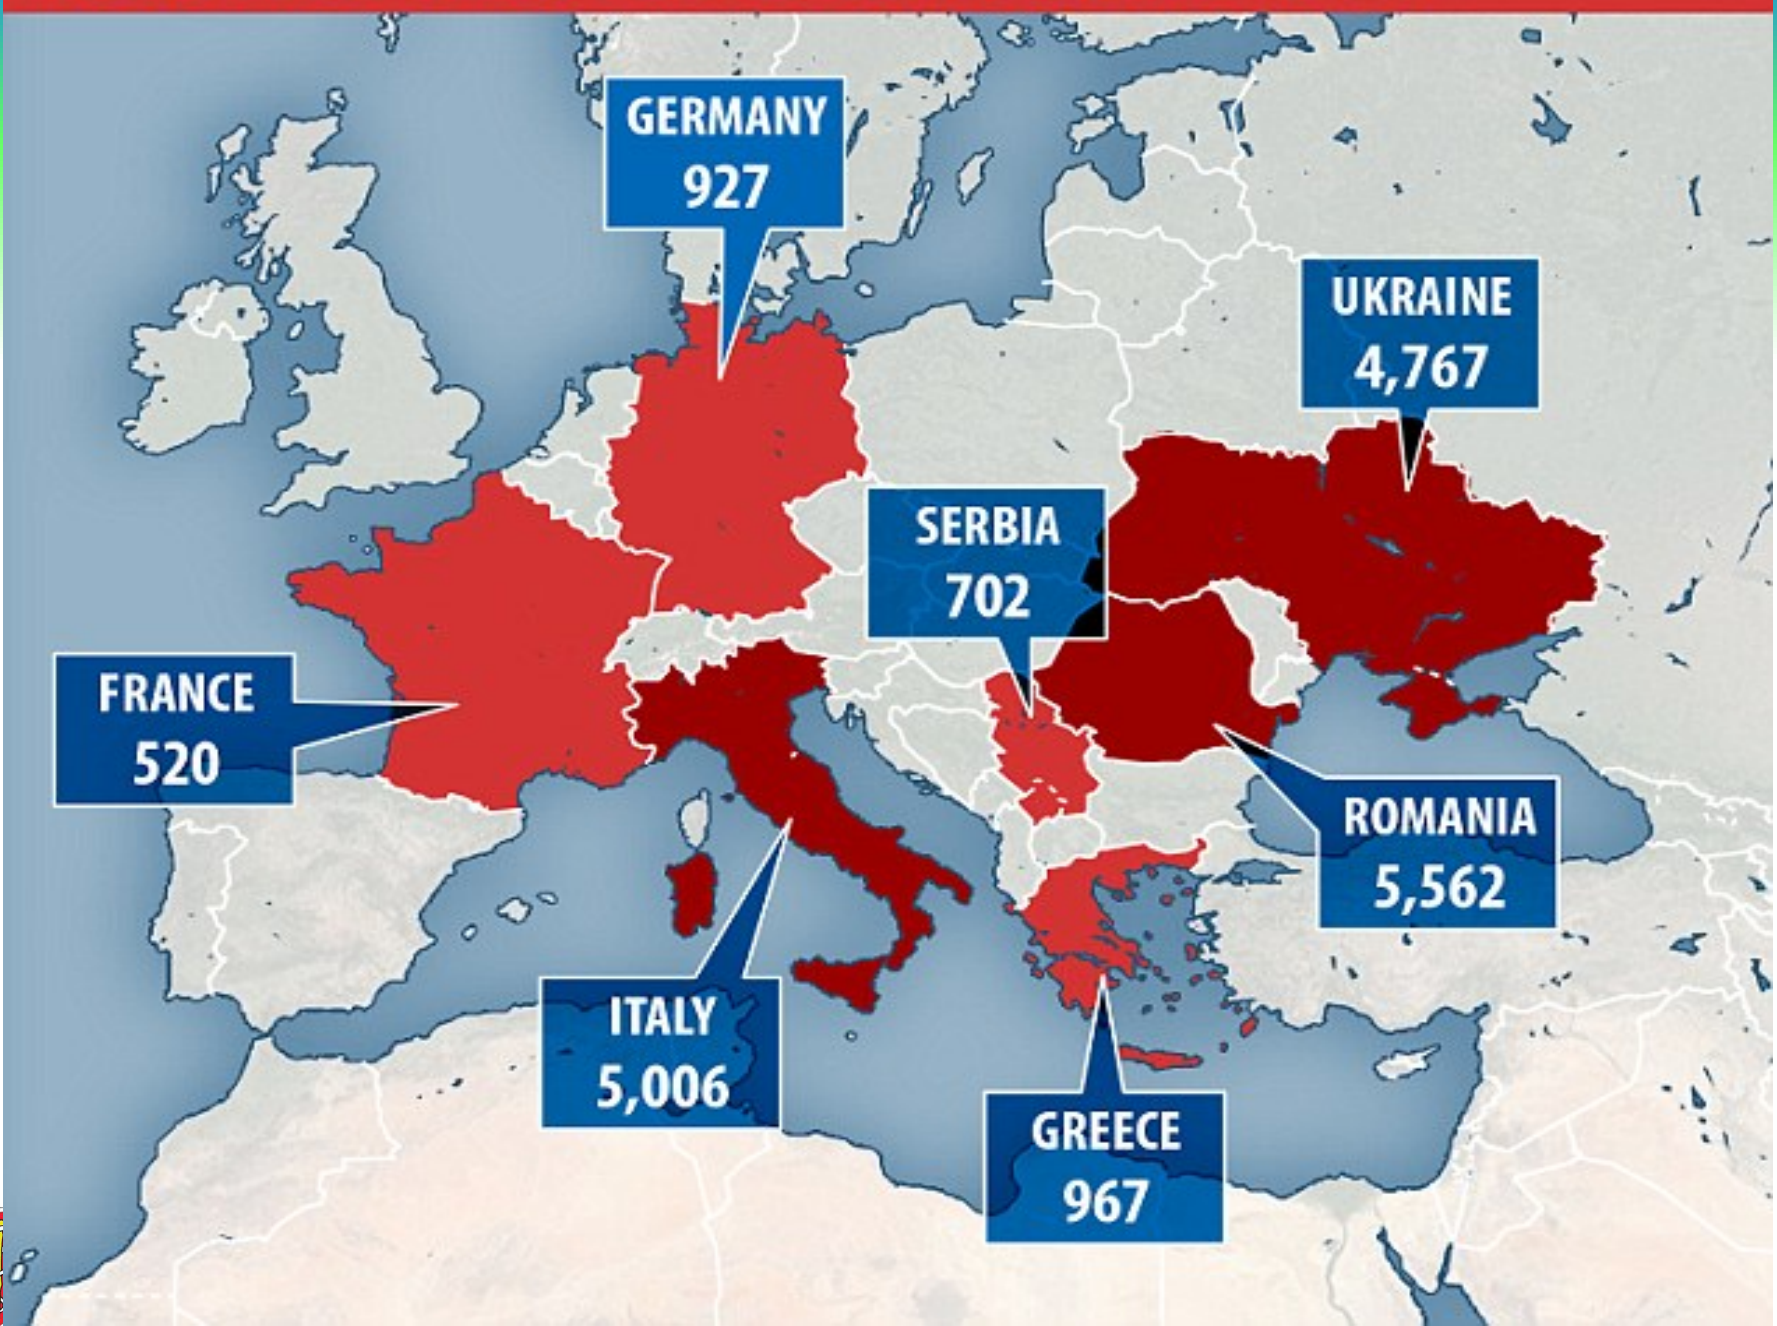 GERMANY
927
UKRAINE
4,767
SERBIA
702
FRANCE
520
ROMANIA
5,562
ITALY
5,006
GREECE
967